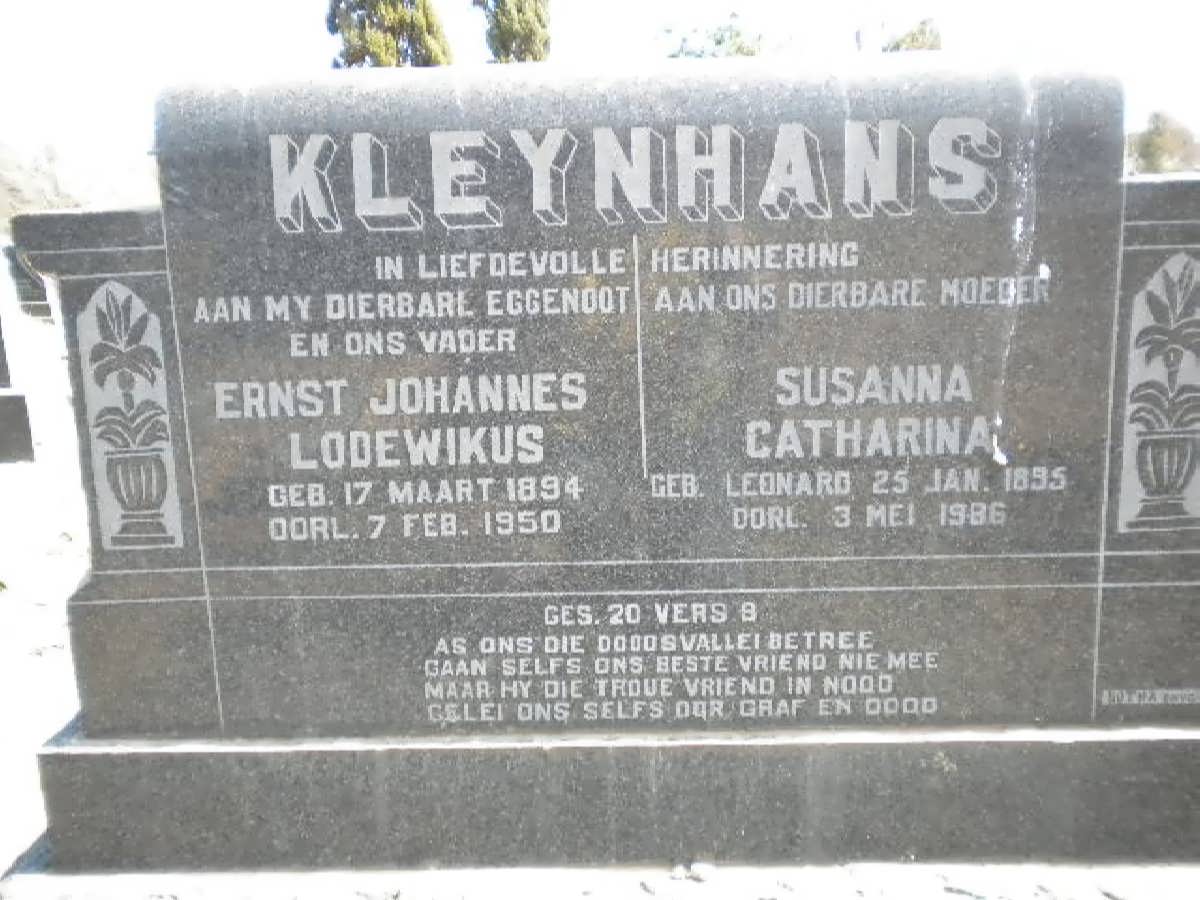 KLEYNHANS
IN LIEFDEVOLLE HERINNERING
AAN MY DIERBARE EGGENOOT
EN ONS VADER
ERNST JOHANNES
LODEWIKUS
GEB. 17 MAART 1894
OORL. 7 FEB. 1950
AAN ONS DIERBARE MOEDER
SUSANNA
CATHARINA
GEB. LEONARD 25 JAN. 1895
OORL. 3 MEI 1986
GES. 20 VERS 8
AS ONS DIE DOODSVALLEI BETREE
GAAN SELFS ONS BESTE VRIEND NIE MEE
MAAR HY DIE TROUE VRIEND IN NOOD
GELEI ONS SELFS OOR GRAF EN DOOD